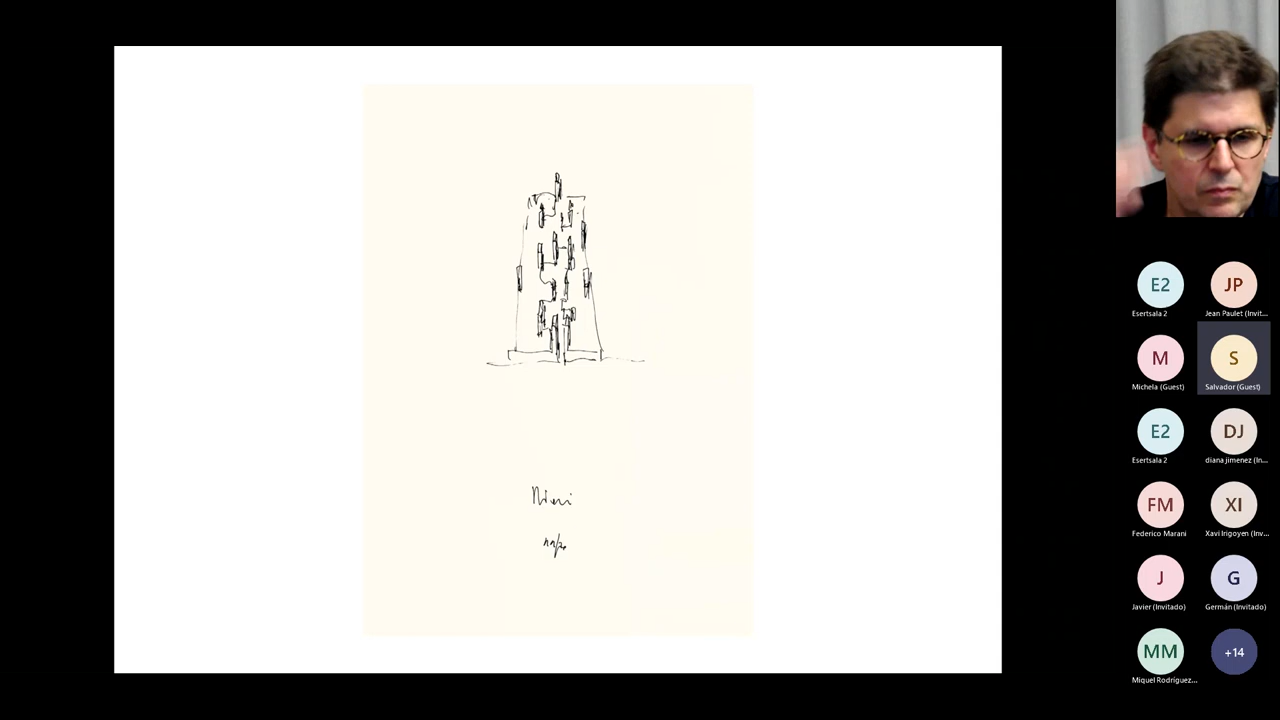 E2
Esertsala 2
JP
Jean Paulet (Invit...
M
Michela (Guest)
S
Salvador (Guest)
E2
Esertsala 2
DJ
diana jimenez (In...
FM
Federico Marani
XI
Xavi Irigoyen (Inv...
J
Javier (Invitado)
G
Germán (Invitado)
MM
Miquel Rodríguez...
+14